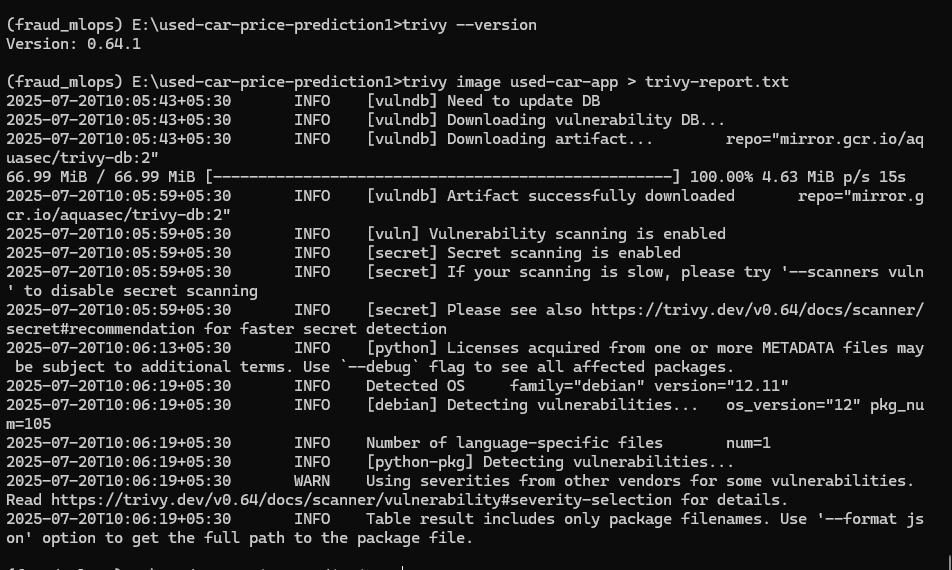 (fraud_mlops) E:\used-car-price-prediction1>trivy --version
Version: 0.64.1
(fraud_mlops) E:\used-car-price-prediction1>trivy image used-car-app > trivy-report.txt
2025-07-20T10:05:43+05:30       INFO    [vulndb] Need to update DB
2025-07-20T10:05:43+05:30       INFO    [vulndb] Downloading vulnerability DB...
2025-07-20T10:05:43+05:30       INFO    [vulndb] Downloading artifact...        repo="mirror.gcr.io/aq
uasec/trivy-db:2"
66.99 MiB / 66.99 MiB [---------------------------------------------------] 100.00% 4.63 MiB p/s 15s
2025-07-20T10:05:59+05:30       INFO    [vulndb] Artifact successfully downloaded       repo="mirror.g
cr.io/aquasec/trivy-db:2"
2025-07-20T10:05:59+05:30       INFO    [vuln] Vulnerability scanning is enabled
2025-07-20T10:05:59+05:30       INFO    [secret] Secret scanning is enabled
2025-07-20T10:05:59+05:30       INFO    [secret] If your scanning is slow, please try '--scanners vuln
' to disable secret scanning
2025-07-20T10:05:59+05:30       INFO    [secret] Please see also https://trivy.dev/v0.64/docs/scanner/
secret#recommendation for faster secret detection
2025-07-20T10:06:13+05:30       INFO    [python] Licenses acquired from one or more METADATA files may
 be subject to additional terms. Use `--debug` flag to see all affected packages.
2025-07-20T10:06:19+05:30       INFO    Detected OS     family="debian" version="12.11"
2025-07-20T10:06:19+05:30       INFO    [debian] Detecting vulnerabilities...   os_version="12" pkg_nu
m=105
2025-07-20T10:06:19+05:30       INFO    Number of language-specific files       num=1
2025-07-20T10:06:19+05:30       INFO    [python-pkg] Detecting vulnerabilities...
2025-07-20T10:06:19+05:30       WARN    Using severities from other vendors for some vulnerabilities.
Read https://trivy.dev/v0.64/docs/scanner/vulnerability#severity-selection for details.
2025-07-20T10:06:19+05:30       INFO    Table result includes only package filenames. Use '--format js
on' option to get the full path to the package file.